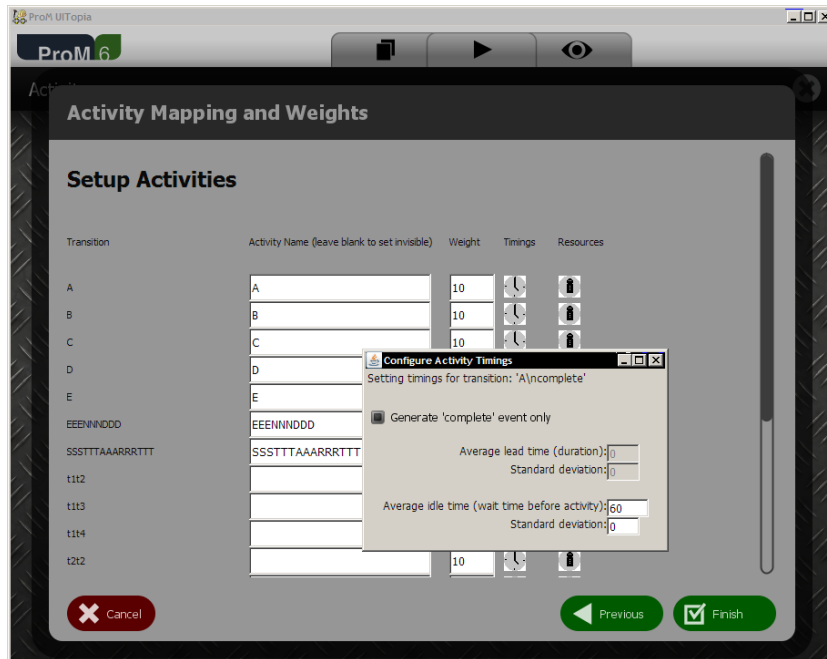 ProM UITopia
ProM 6
Activity Mapping and Weights
Setup Activities
Transition Activity Name (leave blank to set invisible) Weight Timings Resources
A A 10
B B 10
C C 10
D D
E E
EEENNNDDD EEENNNDDD
SSSTTTAAARRRTTT SSSTTTAAARRRTTT
t1t2
t1t3
t1t4
t2t2 10
Configure Activity Timings
Setting timings for transition: 'A\ncomplete'
Generate 'complete' event only
Average lead time (duration): 0
Standard deviation: 0
Average idle time (wait time before activity): 60
Standard deviation: 0
Cancel Previous Finish